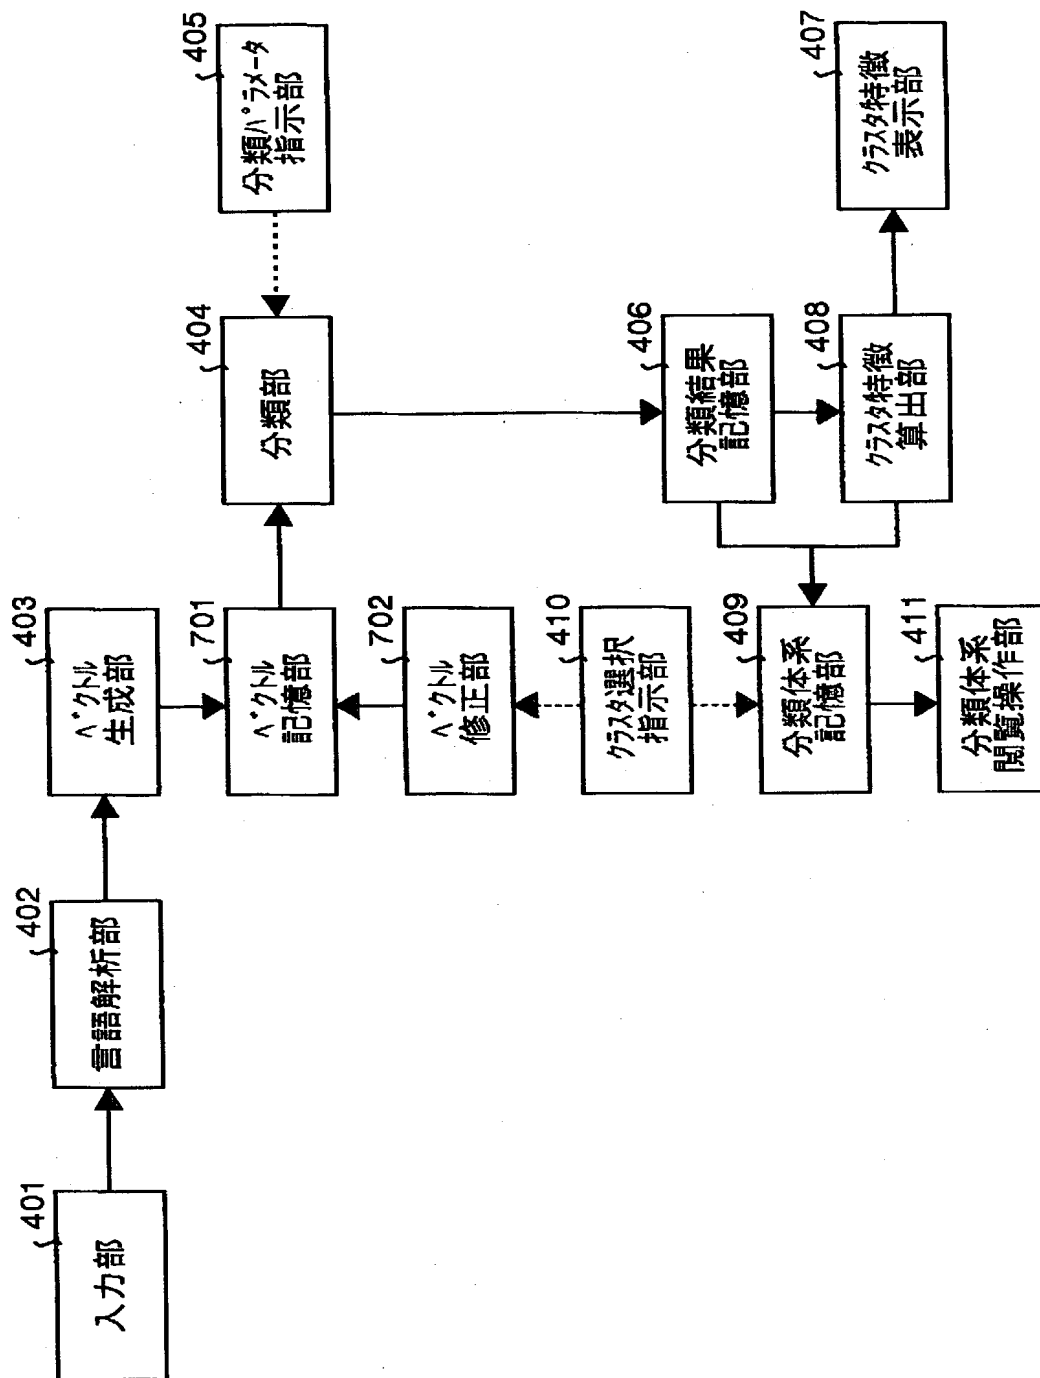 401
入力部
402
言語解析部
403
ベクトル
生成部
701
ベクトル
記憶部
702
ベクトル
修正部
410
クラスタ選択
指示部
409
分類体系
記憶部
411
分類体系
閲覧操作部
404
分類部
405
分類パラメータ
指示部
406
分類結果
記憶部
408
クラスタ特徴
算出部
407
クラスタ特徴
表示部